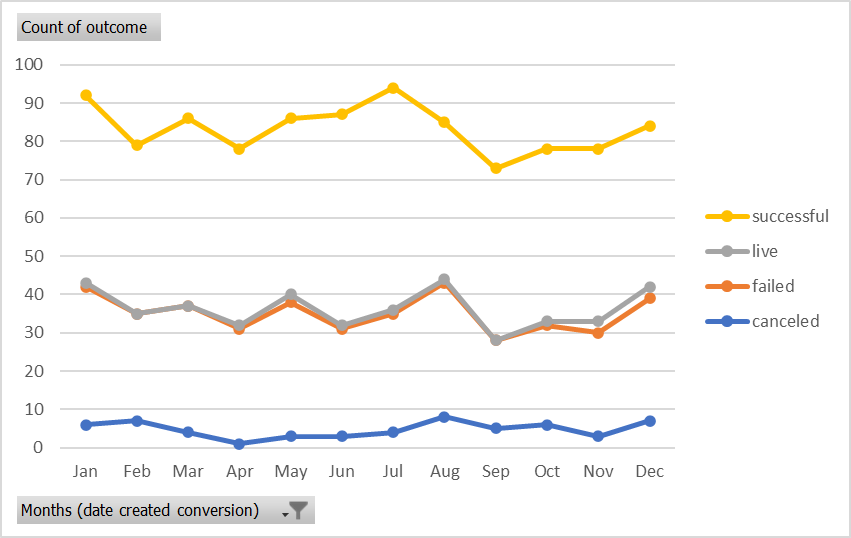 Count of outcome
100
90
80
70
60
50
40
30
20
10
0
Jan Feb Mar Apr May Jun Jul Aug Sep Oct Nov Dec
successful
live
failed
canceled
Months (date created conversion)